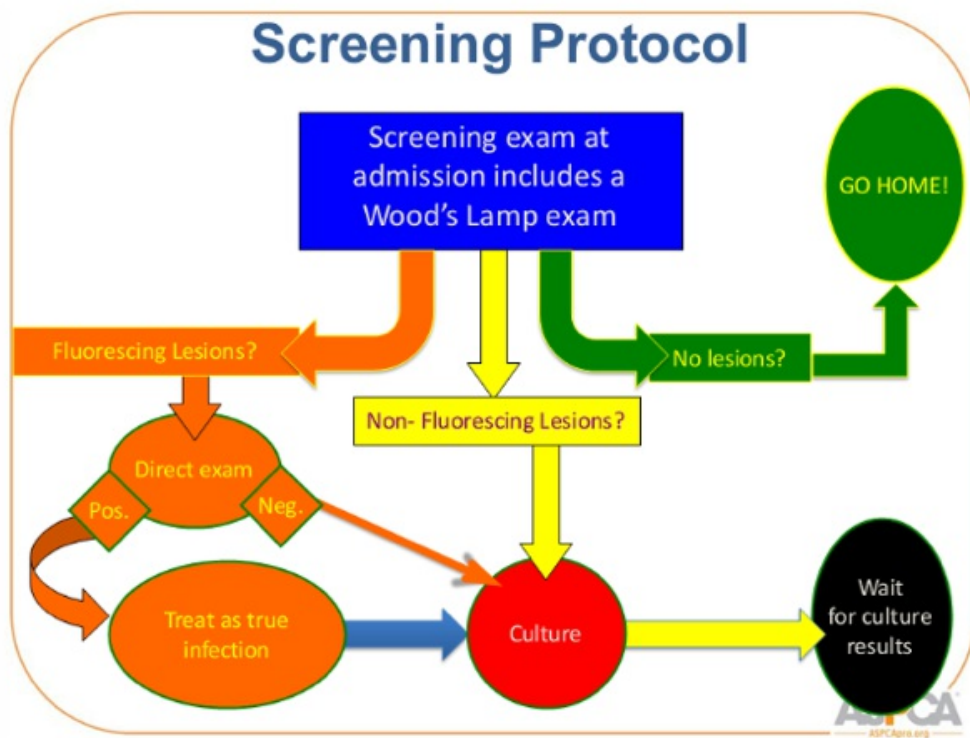 Screening Protocol
Screening exam at
admission includes a
Wood's Lamp exam
GO HOME!
Fluorescing Lesions?
No lesions?
Non- Fluorescing Lesions?
Direct exam
Pos.
Neg.
Treat as true
infection
Culture
Wait
for culture
results
ASPCA
ASPCApro.org